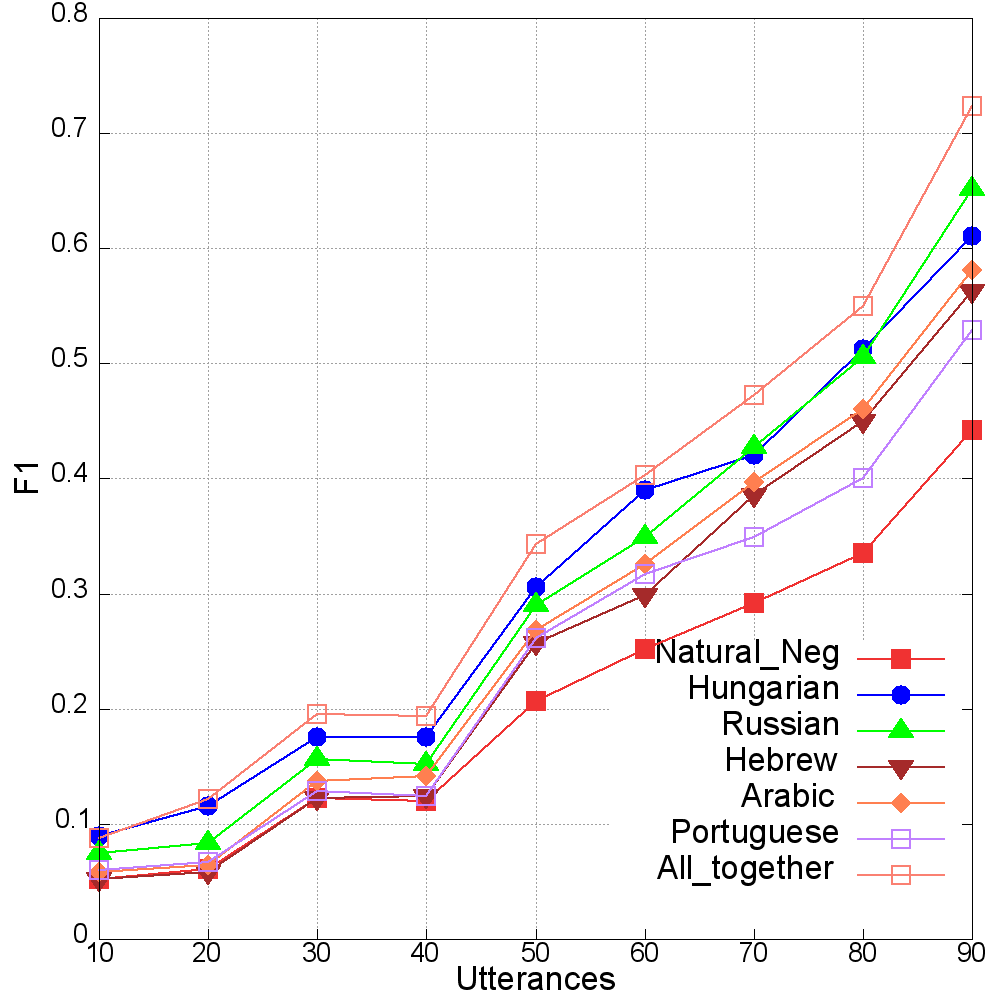 0.8
0.7
0.6
0.5
0.4
0.3
0.2
0.1
0
F1
10 20 30 40 50 60 70 80 90
Utterances
Natural_Neg
Hungarian
Russian
Hebrew
Arabic
Portuguese
All_together